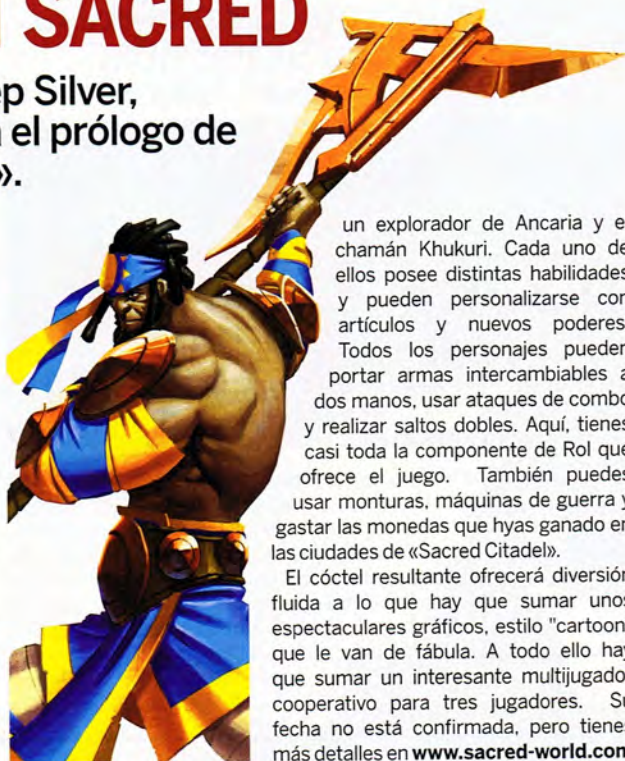 SACRED
p Silver,
el prólogo de
».
un explorador de Ancaria y e
chamán Khukuri. Cada uno de
ellos posee distintas habilidades
y pueden personalizarse con
artículos y nuevos poderes
Todos los personajes pueden
portar armas intercambiables a
dos manos, usar ataques de combo
y realizar saltos dobles. Aquí, tienes
casi toda la componente de Rol que
ofrece el juego. También puedes
usar monturas, máquinas de guerra y
gastar las monedas que hyas ganado en
las ciudades de «Sacred Citadel».
El cóctel resultante ofrecerá diversión
fluida a lo que hay que sumar unos
espectaculares gráficos, estilo "cartoon
que le van de fábula. A todo ello hay
que sumar un interesante multijugado
cooperativo para tres jugadores. Su
fecha no está confirmada, pero tienes
más detalles en www.sacred-world.com